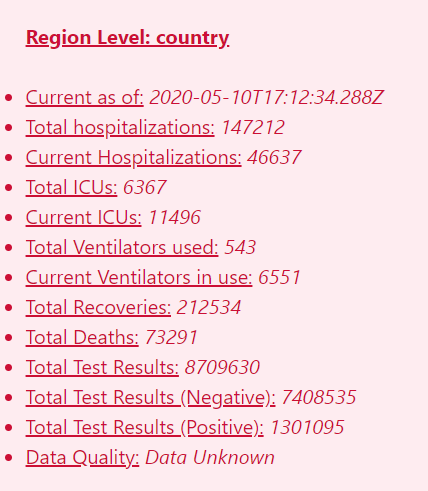 Region Level: country
Current as of: 2020-05-10T17:12:34.288Z
Total hospitalizations: 147212
Current Hospitalizations: 46637
Total ICUs: 6367
Current ICUs: 11496
Total Ventilators used: 543
Current Ventilators in use: 6551
Total Recoveries: 212534
Total Deaths: 73291
Total Test Results: 8709630
Total Test Results (Negative): 7408535
Total Test Results (Positive): 1301095
Data Quality: Data Unknown